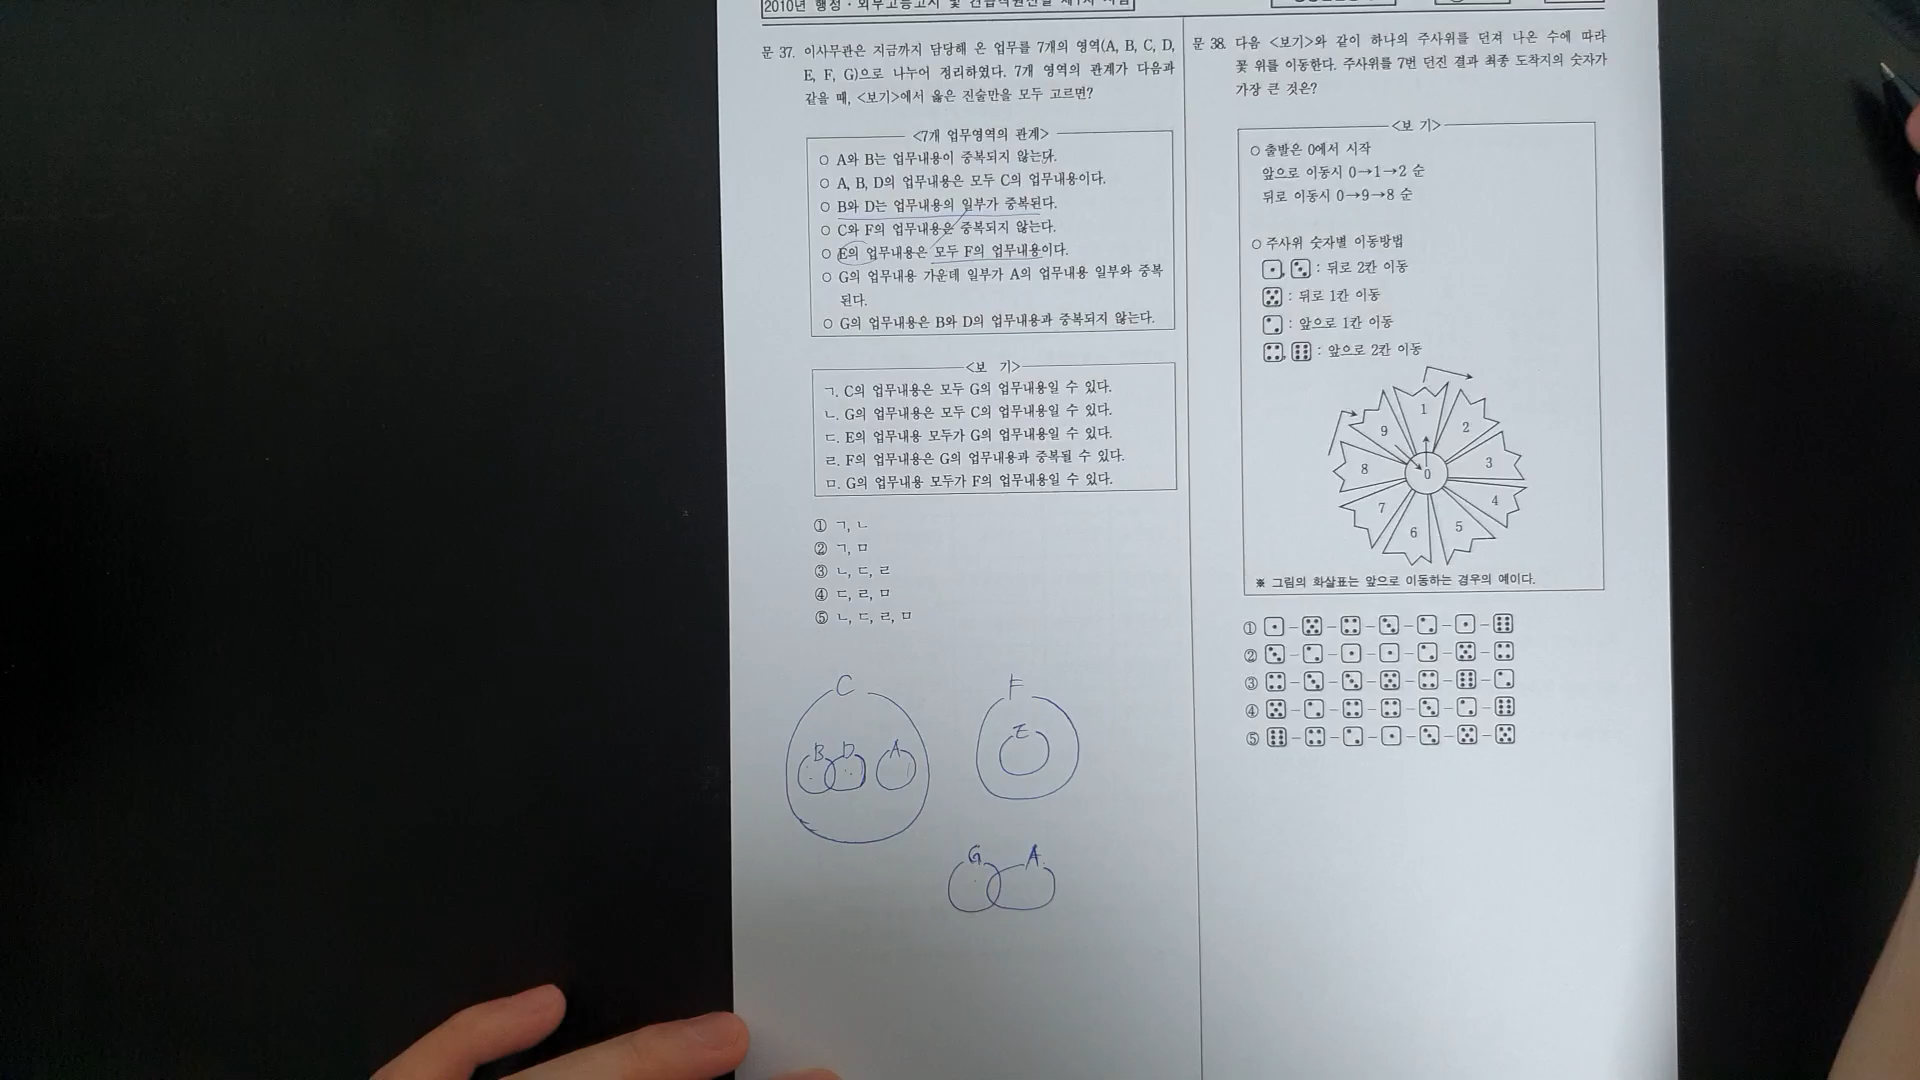 2010년 행정·외무고등고시 및 견습직원선발 제1차 시험
문 37. 이사무관은 지금까지 담당해 온 업무를 7개의 영역(A, B, C, D,
E, F, G)으로 나누어 정리하였다. 7개 영역의 관계가 다음과
같을 때, <보기>에서 옳은 진술만을 모두 고르면?
<7개 업무영역의 관계>
○ A와 B는 업무내용이 중복되지 않는다.
○ A, B, D의 업무내용은 모두 C의 업무내용이다.
○ B와 D는 업무내용의 일부가 중복된다.
○ C와 F의 업무내용은 중복되지 않는다.
○ E의 업무내용은 모두 F의 업무내용이다.
○ G의 업무내용 가운데 일부가 A의 업무내용 일부와 중복
된다.
○ G의 업무내용은 B와 D의 업무내용과 중복되지 않는다.
<보 기>
ㄱ. C의 업무내용은 모두 G의 업무내용일 수 있다.
ㄴ. G의 업무내용은 모두 C의 업무내용일 수 있다.
ㄷ. E의 업무내용 모두가 G의 업무내용일 수 있다.
ㄹ. F의 업무내용은 G의 업무내용과 중복될 수 있다.
ㅁ. G의 업무내용 모두가 F의 업무내용일 수 있다.
① ㄱ, ㄴ
② ㄱ, ㅁ
③ ㄴ, ㄷ, ㄹ
④ ㄷ, ㄹ, ㅁ
⑤ ㄴ, ㄷ, ㄹ, ㅁ
C
B D A
F
E
G A
문 38. 다음 <보기>와 같이 하나의 주사위를 던져 나온 수에 따라
꽃 위를 이동한다. 주사위를 7번 던진 결과 최종 도착지의 숫자가
가장 큰 것은?
<보 기>
○ 출발은 0에서 시작
앞으로 이동시 0→1→2 순
뒤로 이동시 0→9→8 순
○ 주사위 숫자별 이동방법
⚀, ⚂ : 뒤로 2칸 이동
⚄ : 뒤로 1칸 이동
⚁ : 앞으로 1칸 이동
⚃, ⚅ : 앞으로 2칸 이동
1
9 2
8 0 3
7 4
6 5
※ 그림의 화살표는 앞으로 이동하는 경우의 예이다.
① ⚀－⚄－⚃－⚂－⚁－⚀－⚅
② ⚂－⚁－⚀－⚀－⚁－⚄－⚃
③ ⚃－⚂－⚂－⚄－⚃－⚅－⚁
④ ⚄－⚁－⚃－⚃－⚂－⚁－⚅
⑤ ⚅－⚃－⚁－⚀－⚂－⚄－⚄